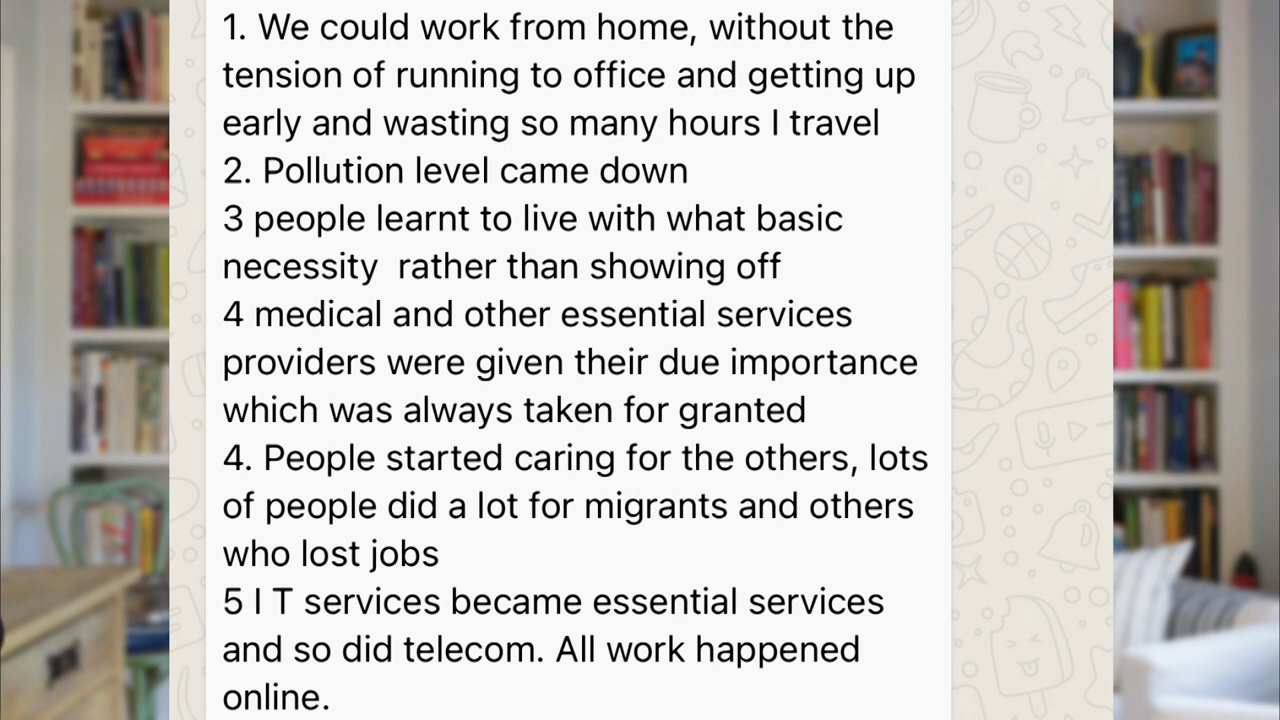 1. We could work from home, without the
tension of running to office and getting up
early and wasting so many hours I travel
2. Pollution level came down
3 people learnt to live with what basic
necessity  rather than showing off
4 medical and other essential services
providers were given their due importance
which was always taken for granted
4. People started caring for the others, lots
of people did a lot for migrants and others
who lost jobs
5 I T services became essential services
and so did telecom. All work happened
online.